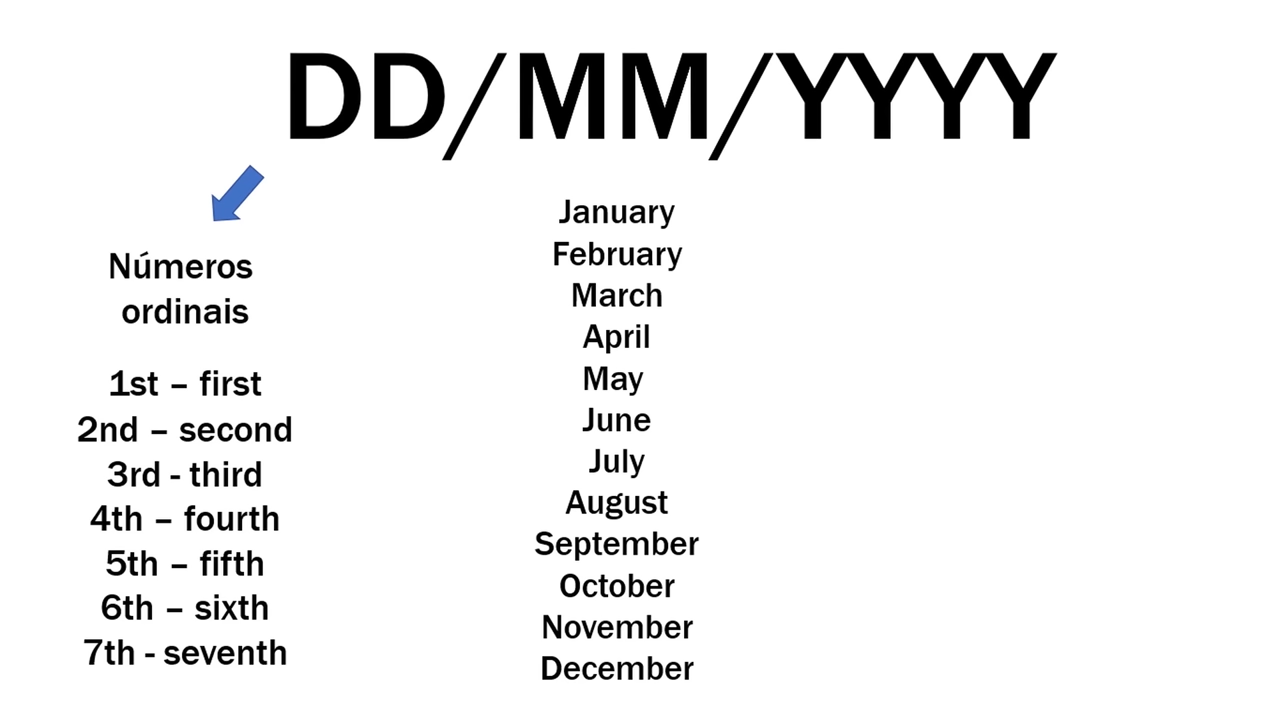 DD/MM/YYYY
Números
ordinais
1st – first
2nd – second
3rd - third
4th – fourth
5th – fifth
6th – sixth
7th - seventh
January
February
March
April
May
June
July
August
September
October
November
December